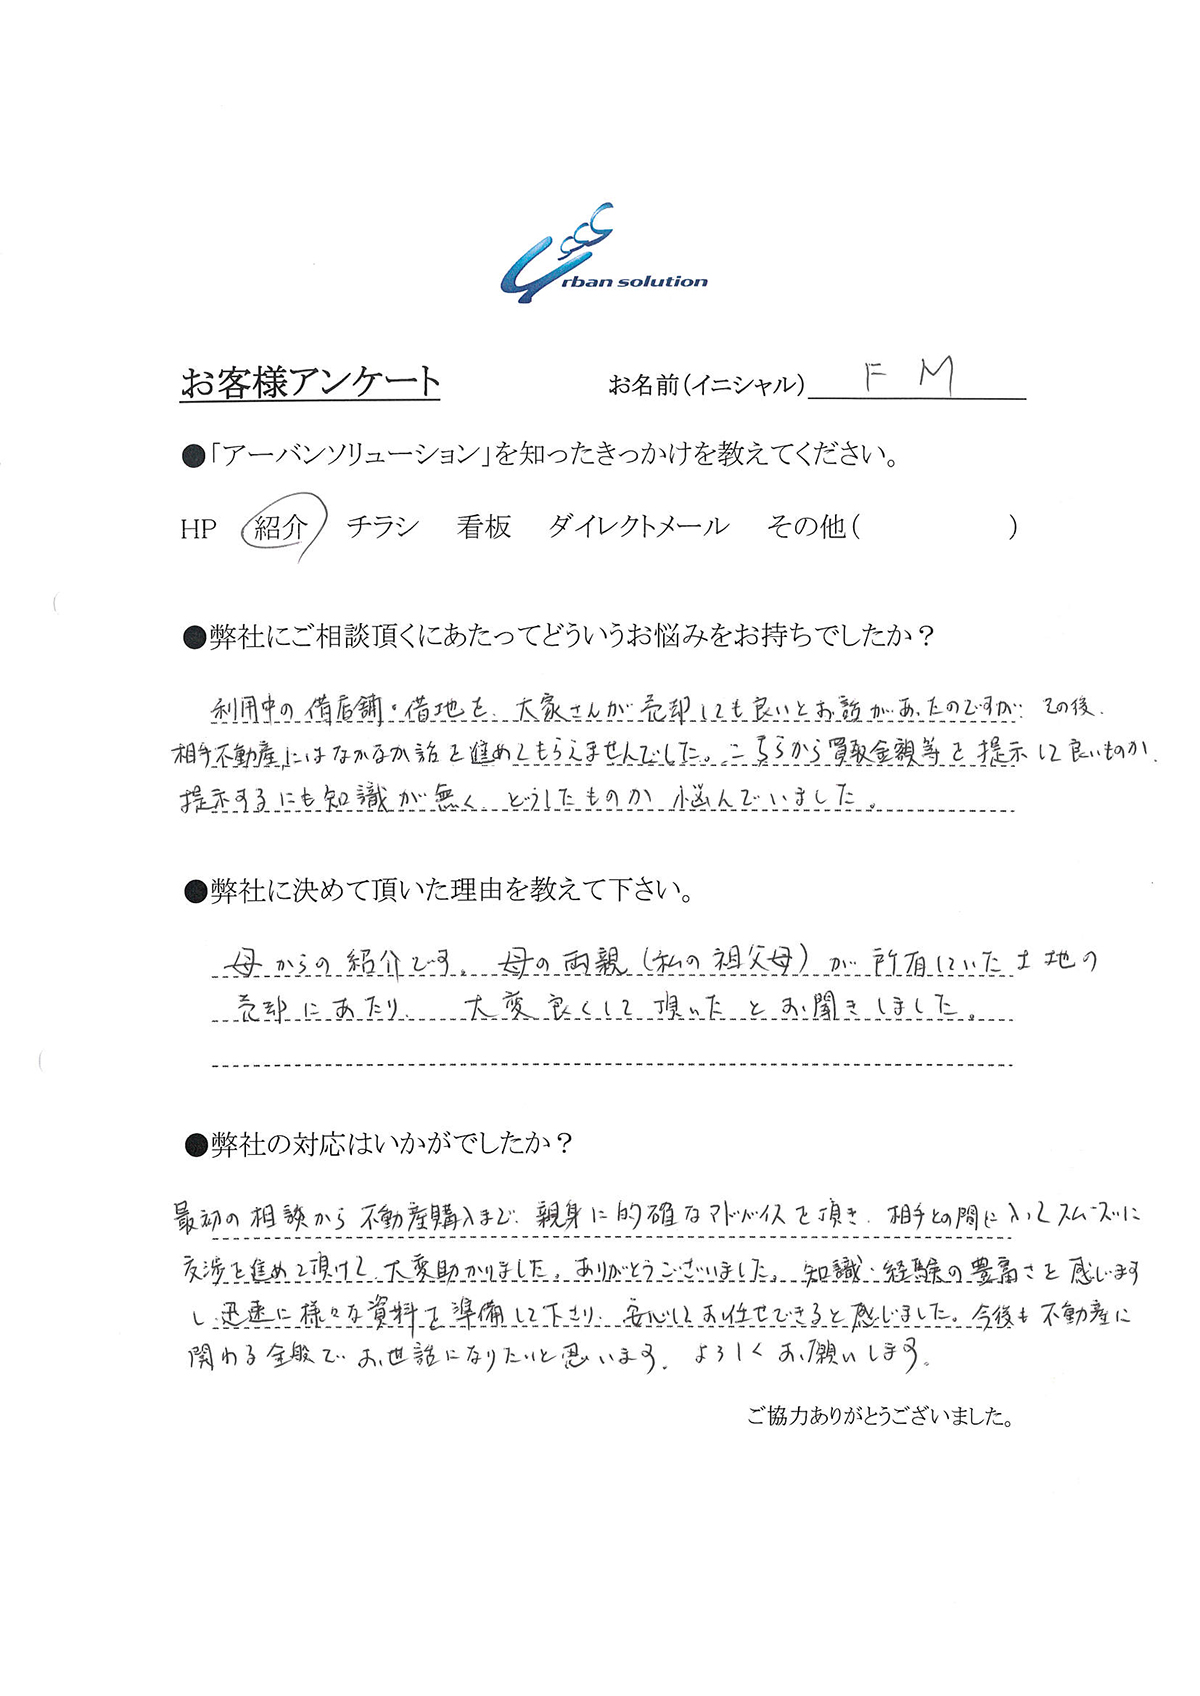 Urban solution
お客様アンケート お名前(イニシャル) F M
●「アーバンソリューション」を知ったきっかけを教えてください。
HP 紹介 チラシ 看板 ダイレクトメール その他( )
●弊社にご相談頂くにあたってどういうお悩みをお持ちでしたか?
利用中の借店舗・借地を、大家さんが売却しても良いとお話があったのですが、その後、
相手不動産にはなかなか話を進めてもらえませんでした。こちらから買取金額等を提示して良いものか、
提示するにも知識が無く、どうしたものか悩んでいました。
●弊社に決めて頂いた理由を教えて下さい。
母からの紹介です。母の両親(私の祖父母)が所有していた土地の
売却にあたり、大変良くして頂いたとお聞きしました。
●弊社の対応はいかがでしたか?
最初の相談から不動産購入まで、親身に的確なアドバイスを頂き、相手との間に入ってスムーズに
交渉を進めて頂けて、大変助かりました。ありがとうございました。知識・経験の豊富さを感じます
し、迅速に様々な資料を準備して下さり、安心してお任せできると感じました。今後も不動産に
関わる全般で、お世話になりたいと思います。よろしくお願いします。
ご協力ありがとうございました。